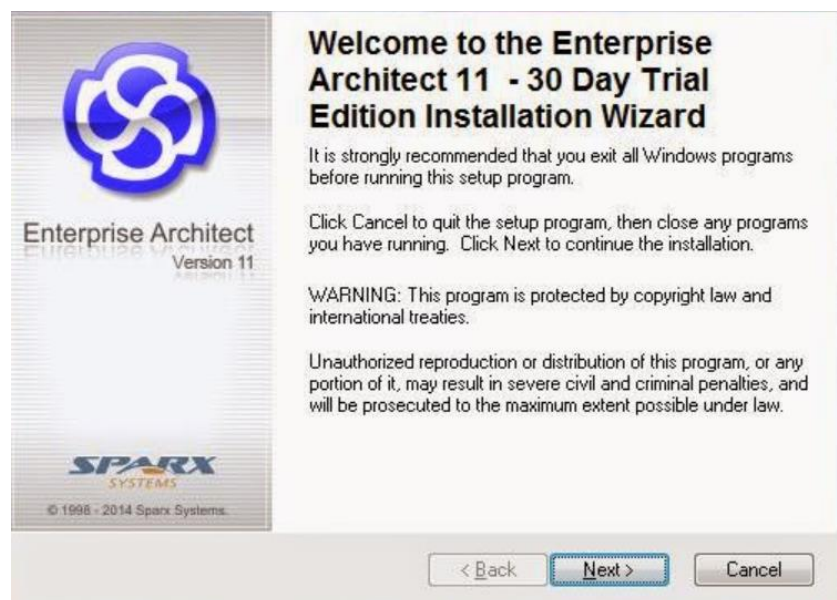 Welcome to the Enterprise
Architect 11 - 30 Day Trial
Edition Installation Wizard
It is strongly recommended that you exit all Windows programs
before running this setup program.
Click Cancel to quit the setup program, then close any programs
you have running. Click Next to continue the installation.
WARNING: This program is protected by copyright law and
international treaties.
Unauthorized reproduction or distribution of this program, or any
portion of it, may result in severe civil and criminal penalties, and
will be prosecuted to the maximum extent possible under law.
Enterprise Architect
Version 11
SPARX
SYSTEMS
© 1998 - 2014 Sparx Systems.
< Back
Next >
Cancel